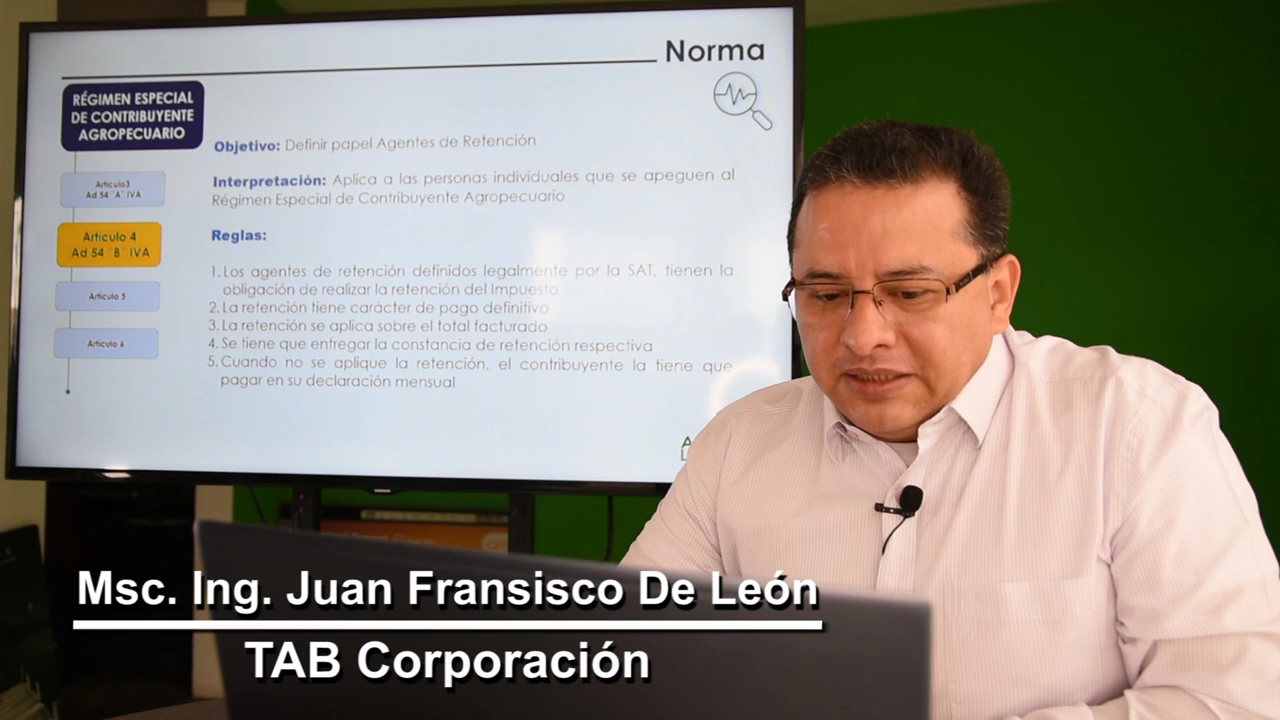 Norma
RÉGIMEN ESPECIAL
DE CONTRIBUYENTE
AGROPECUARIO
Objetivo: Definir papel Agentes de Retención
Artículo3
Ad 54 ¨A¨ IVA
Interpretación: Aplica a las personas individuales que se apeguen al
Régimen Especial de Contribuyente Agropecuario
Artículo 4
Ad 54 ¨B¨ IVA
Reglas:
Artículo 5
Artículo 6
1. Los agentes de retención definidos legalmente por la SAT, tienen la
obligación de realizar la retención del Impuesto
2. La retención tiene carácter de pago definitivo
3. La retención se aplica sobre el total facturado
4. Se tiene que entregar la constancia de retención respectiva
5. Cuando no se aplique la retención, el contribuyente la tiene que
pagar en su declaración mensual
Msc. Ing. Juan Fransisco De León
TAB Corporación